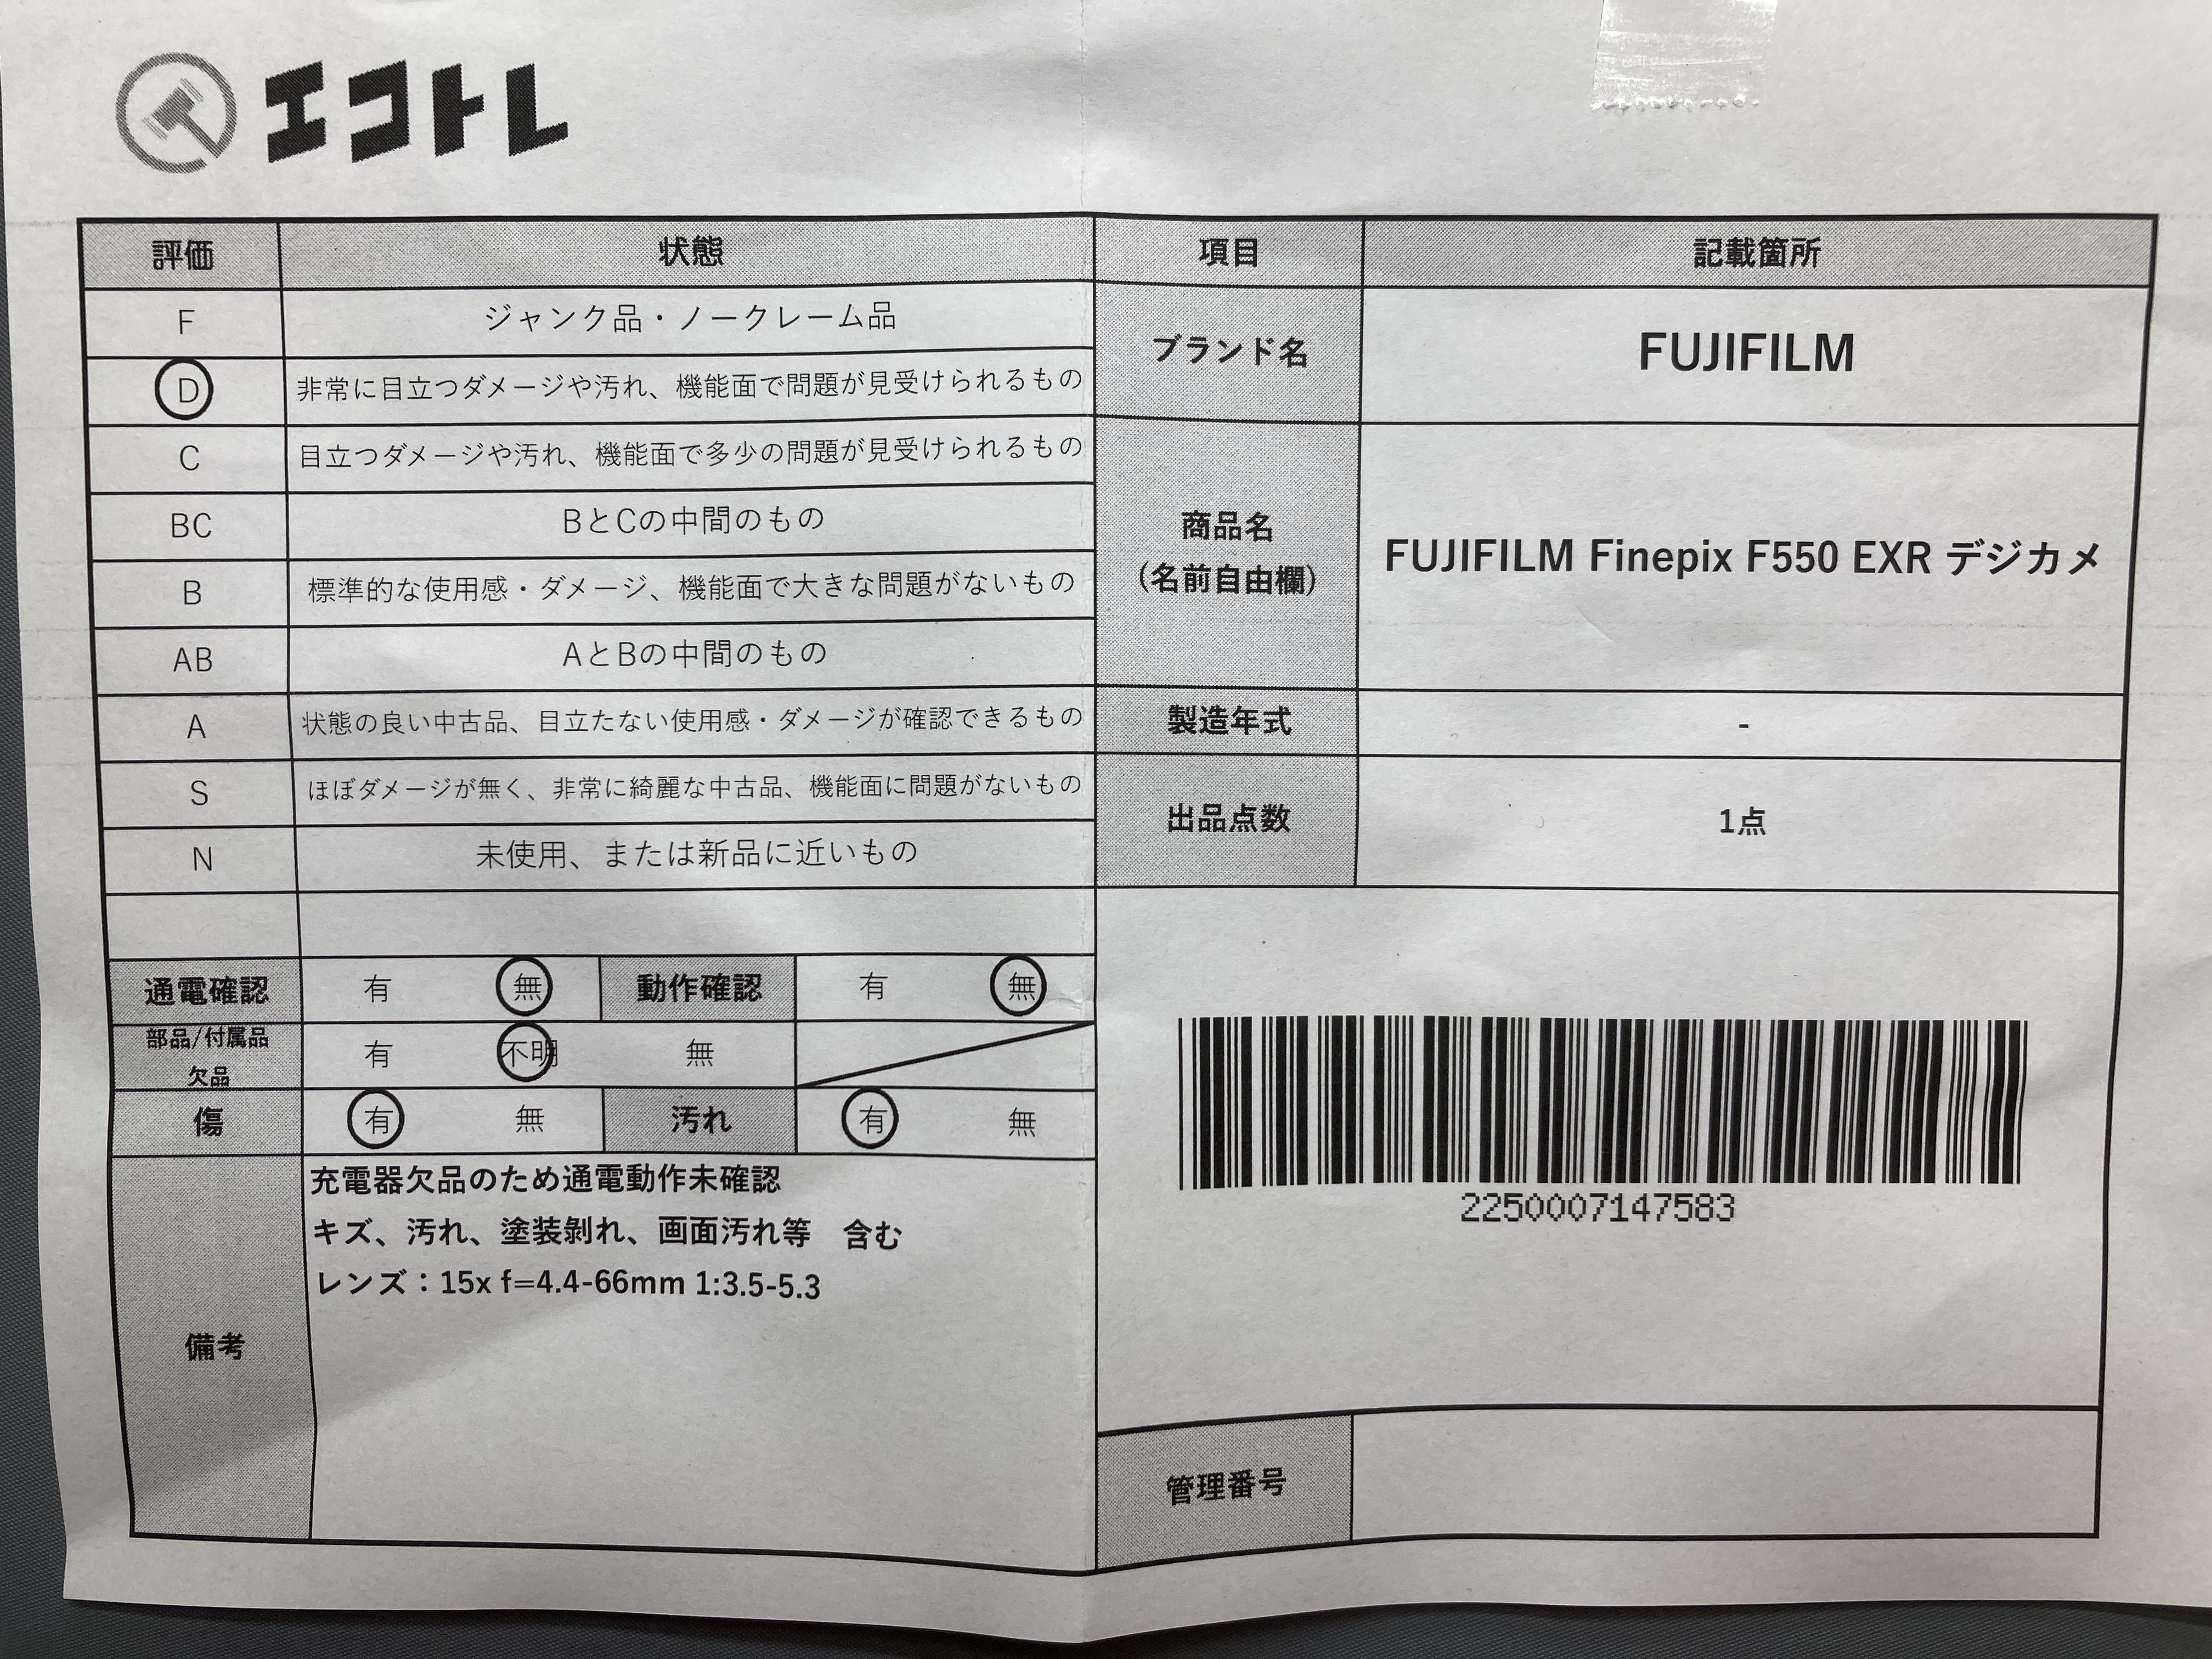 エコトレ
評価 状態
F ジャンク品・ノークレーム品
D 非常に目立つダメージや汚れ、機能面で問題が見受けられるもの
C 目立つダメージや汚れ、機能面で多少の問題が見受けられるもの
BC BとCの中間のもの
B 標準的な使用感・ダメージ、機能面で大きな問題がないもの
AB AとBの中間のもの
A 状態の良い中古品、目立たない使用感・ダメージが確認できるもの
S ほぼダメージが無く、非常に綺麗な中古品、機能面に問題がないもの
N 未使用、または新品に近いもの
通電確認 有 無 動作確認 有 無
部品/付属品
欠品 有 不明 無
傷 有 無 汚れ 有 無
備考
充電器欠品のため通電動作未確認
キズ、汚れ、塗装剝れ、画面汚れ等 含む
レンズ：15x f=4.4-66mm 1:3.5-5.3
項目 記載箇所
ブランド名 FUJIFILM
商品名
(名前自由欄) FUJIFILM Finepix F550 EXR デジカメ
製造年式 -
出品点数 1点
2250007147583
管理番号